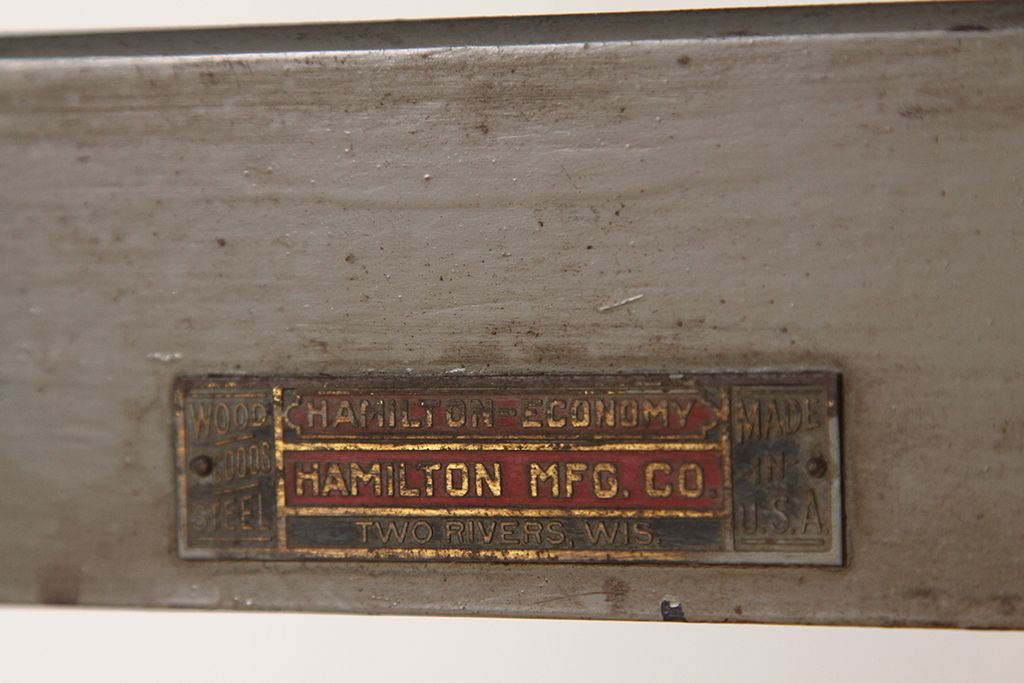 WOOD
GOODS
STEEL
HAMILTON-ECONOMY
HAMILTON MFG. CO.
TWO RIVERS, WIS.
MADE
IN
U.S.A